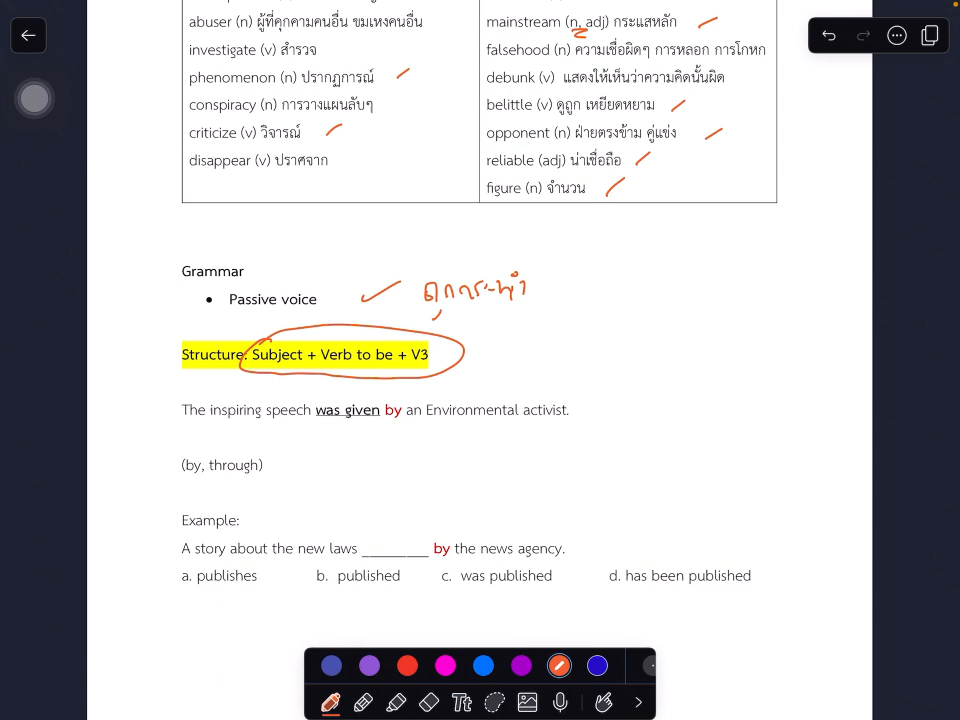 abuser (n) ผู้ที่คุกคามคนอื่น ขมเหงคนอื่น
investigate (v) สำรวจ
phenomenon (n) ปรากฏการณ์
conspiracy (n) การวางแผนลับๆ
criticize (v) วิจารณ์
disappear (v) ปราศจาก
mainstream (n, adj) กระแสหลัก
falsehood (n) ความเชื่อผิดๆ การหลอก การโกหก
debunk (v) แสดงให้เห็นว่าความคิดนั้นผิด
belittle (v) ดูถูก เหยียดหยาม
opponent (n) ฝ่ายตรงข้าม คู่แข่ง
reliable (adj) น่าเชื่อถือ
figure (n) จำนวน
Grammar
• Passive voice
ถูกกระทำ
Structure: Subject + Verb to be + V3
The inspiring speech was given by an Environmental activist.
(by, through)
Example:
A story about the new laws _________ by the news agency.
a. publishes b. published c. was published d. has been published
Tt